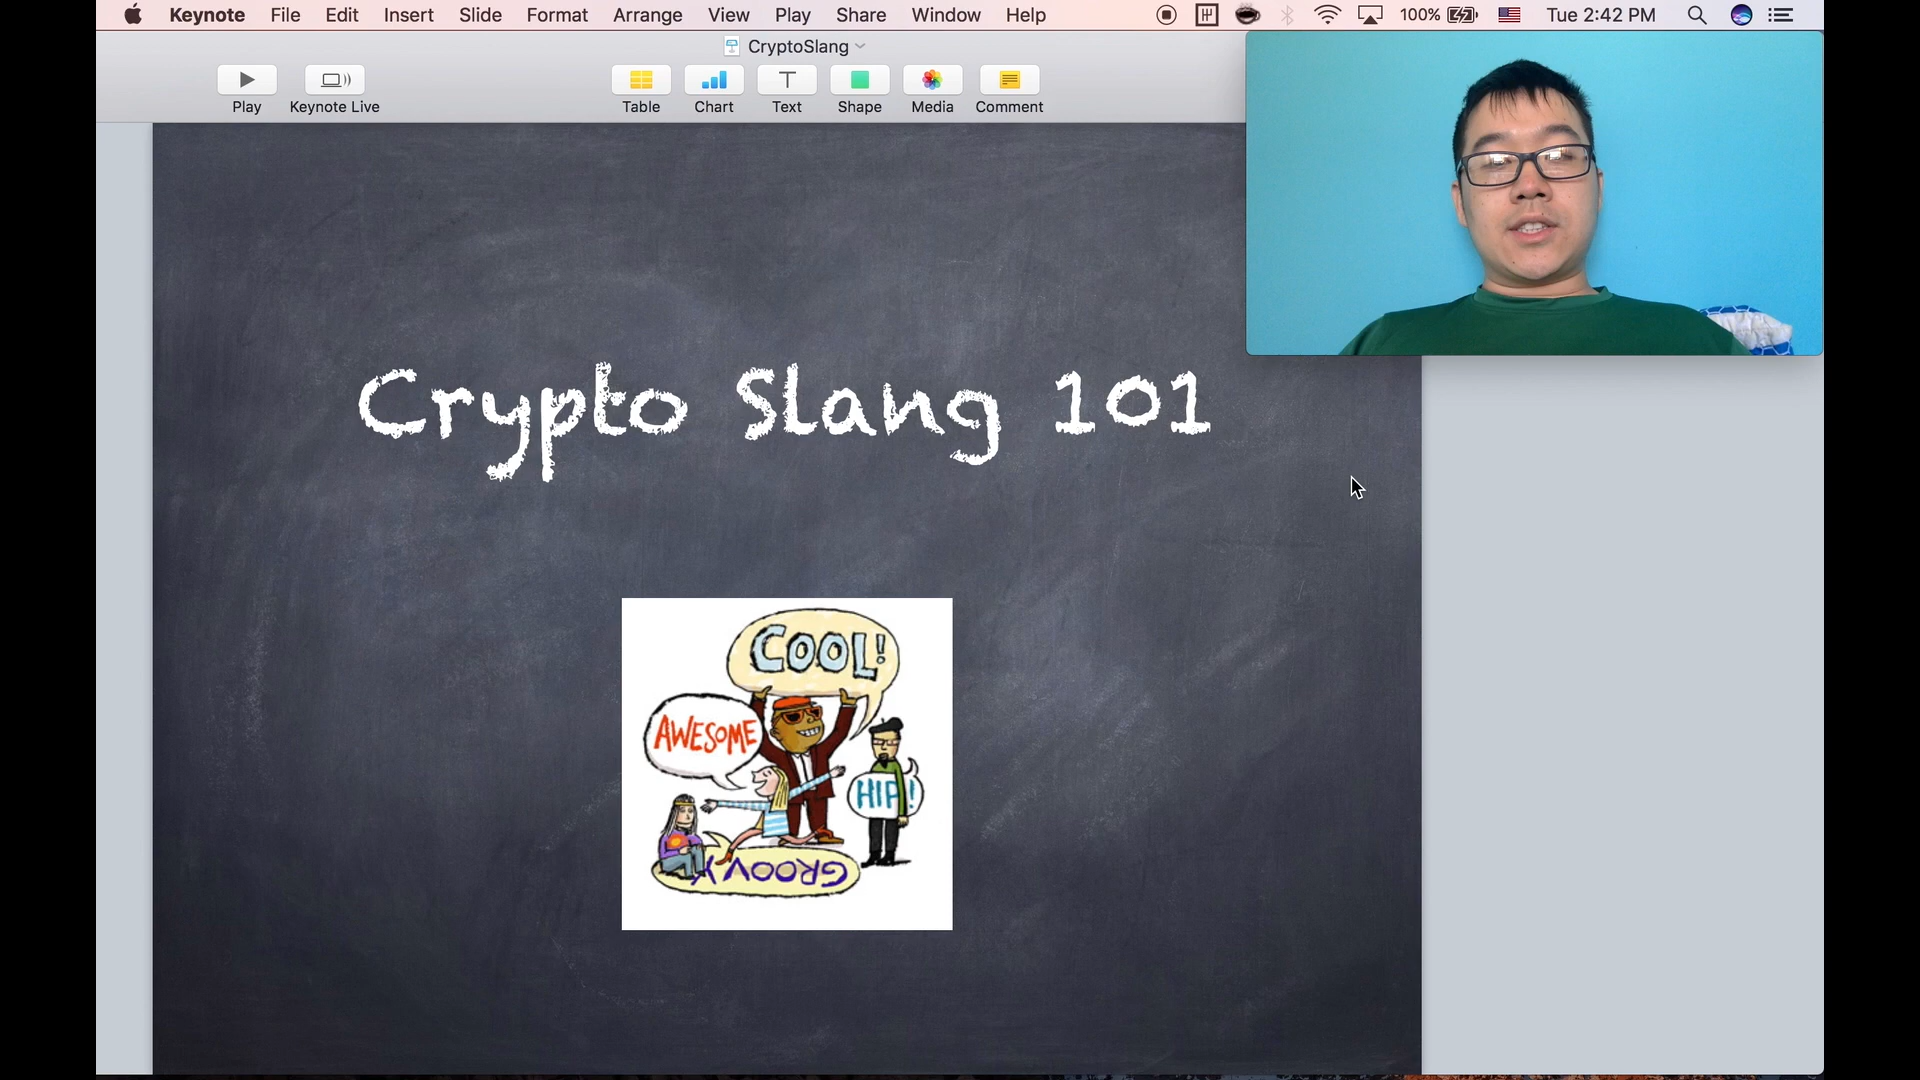 Keynote File Edit Insert Slide Format Arrange View Play Share Window Help 100% Tue 2:42 PM
CryptoSlang
Play Keynote Live Table Chart Text Shape Media Comment
Crypto Slang 101
COOL!
AWESOME
HIP!
GROOVY